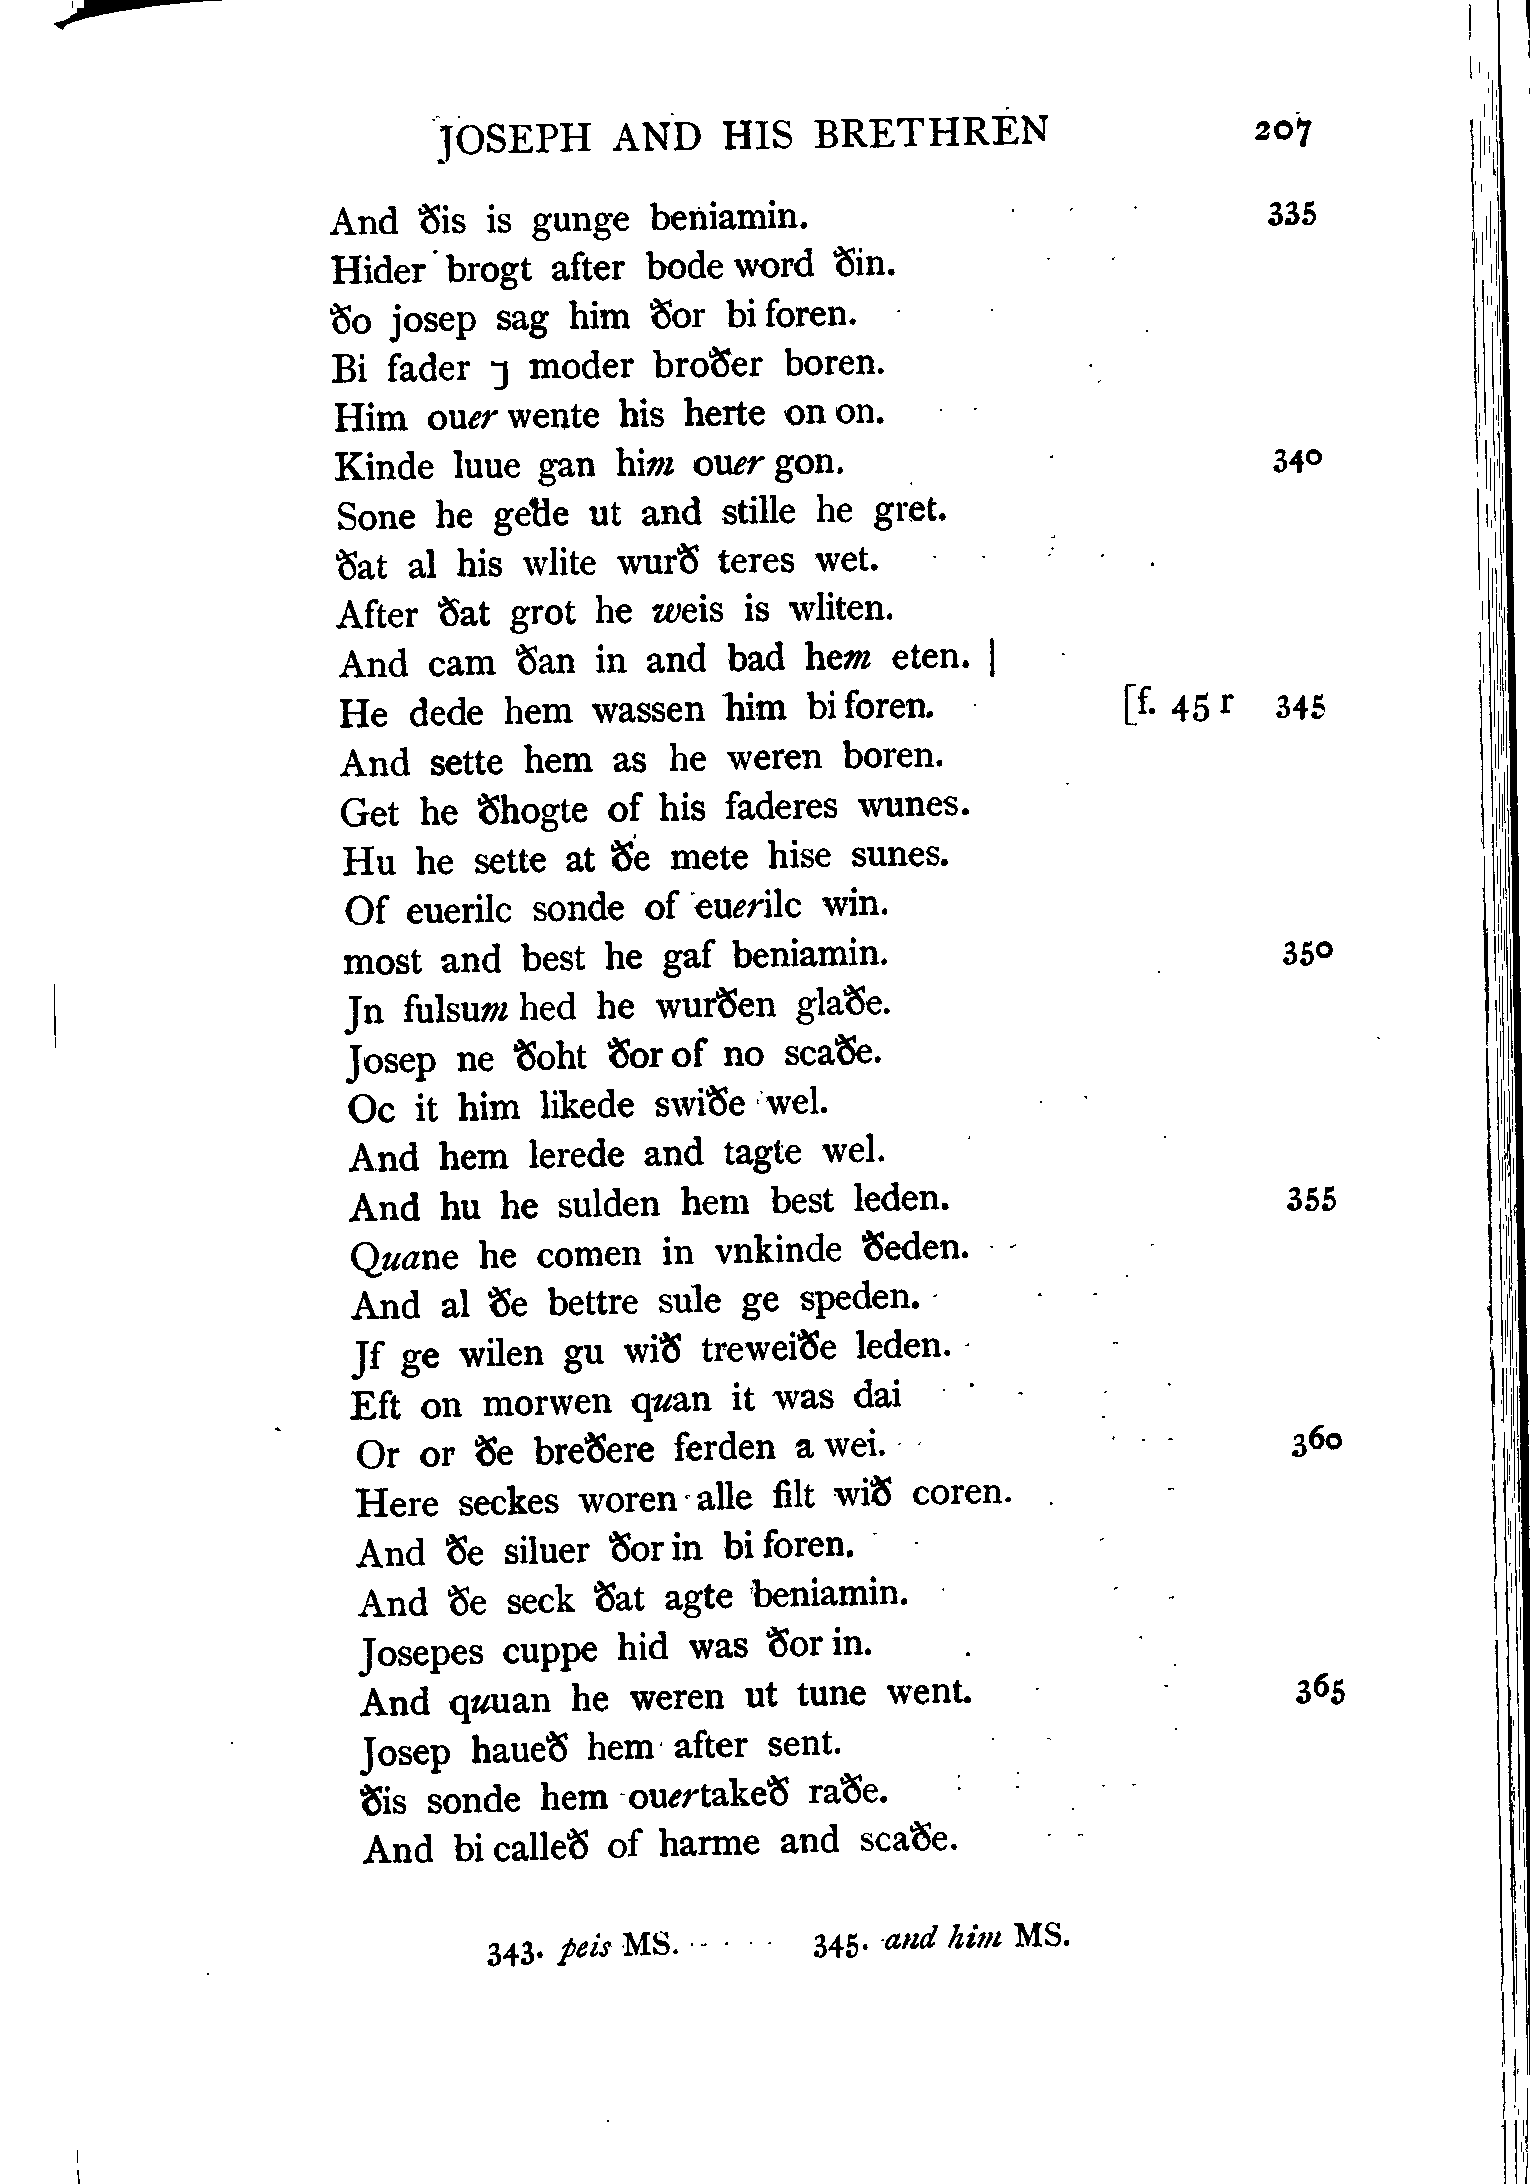 JOSEPH AND HIS BRETHREN 207
And ðis is gunge beniamin. 335
Hider brogt after bode word ðin.
ðo josep sag him ðor bi foren.
Bi fader ⁊ moder broðer boren.
Him ouer wente his herte on on.
Kinde luue gan him ouer gon. 340
Sone he gede ut and stille he gret.
ðat al his wlite wurð teres wet.
After ðat grot he weis is wliten.
And cam ðan in and bad hem eten. |
He dede hem wassen him bi foren. [f. 45 r 345
And sette hem as he weren boren.
Get he ðhogte of his faderes wunes.
Hu he sette at ðe mete hise sunes.
Of euerilc sonde of euerilc win.
most and best he gaf beniamin. 350
Jn fulsum hed he wurðen glaðe.
Josep ne ðoht ðor of no scaðe.
Oc it him likede swiðe wel.
And hem lerede and tagte wel.
And hu he sulden hem best leden. 355
Quane he comen in vnkinde ðeden.
And al ðe bettre sule ge speden.
Jf ge wilen gu wið treweiðe leden.
Eft on morwen quan it was dai
Or or ðe breðere ferden a wei. 360
Here seckes woren alle filt wið coren.
And ðe siluer ðor in bi foren.
And ðe seck ðat agte beniamin.
Josepes cuppe hid was ðor in.
And quuan he weren ut tune went. 365
Josep haueð hem after sent.
ðis sonde hem ouertakeð raðe.
And bi calleð of harme and scaðe.
343. peis MS. 345. and him MS.